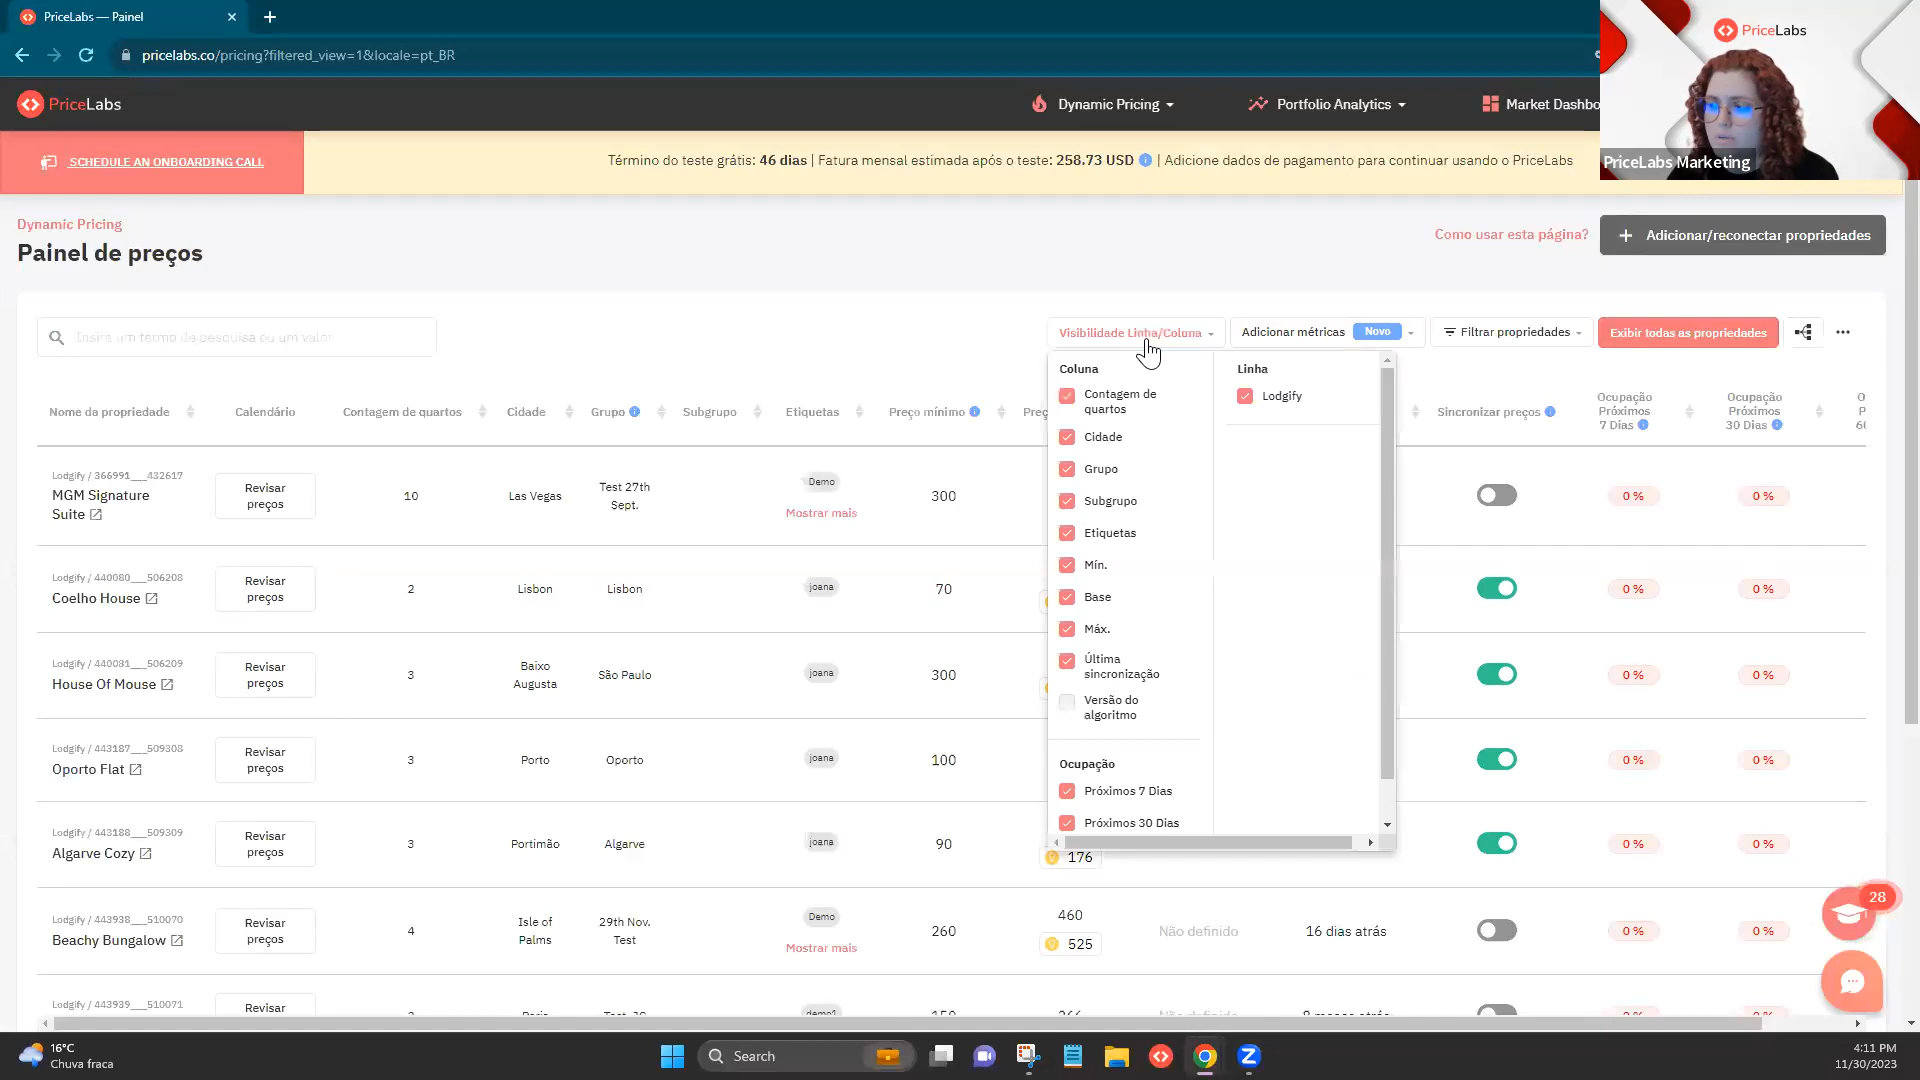 PriceLabs — Painel
pricelabs.co/pricing?filtered_view=1&locale=pt_BR
PriceLabs
PriceLabs Marketing
PriceLabs
Dynamic Pricing
Portfolio Analytics
Market Dashbo
SCHEDULE AN ONBOARDING CALL
Término do teste grátis: 46 dias | Fatura mensal estimada após o teste: 258.73 USD | Adicione dados de pagamento para continuar usando o PriceLabs
Dynamic Pricing
Painel de preços
Como usar esta página?
+ Adicionar/reconectar propriedades
Insira um termo de pesquisa ou um valor
Visibilidade Linha/Coluna
Adicionar métricas Novo
Filtrar propriedades
Exibir todas as propriedades
Coluna
Contagem de
quartos
Cidade
Grupo
Subgrupo
Etiquetas
Mín.
Base
Máx.
Última
sincronização
Versão do
algoritmo
Ocupação
Próximos 7 Dias
Próximos 30 Dias
Linha
Lodgify
Nome da propriedade
Calendário
Contagem de quartos
Cidade
Grupo
Subgrupo
Etiquetas
Preço mínimo
Preç
Sincronizar preços
Ocupação
Próximos
7 Dias
Ocupação
Próximos
30 Dias
O
P
60
Lodgify / 366991___432617
MGM Signature
Suite
Revisar
preços
10
Las Vegas
Test 27th
Sept.
Demo
Mostrar mais
300
0 %
0 %
Lodgify / 440080___506208
Coelho House
Revisar
preços
2
Lisbon
Lisbon
joana
70
0 %
0 %
Lodgify / 440081___506209
House Of Mouse
Revisar
preços
3
Baixo
Augusta
São Paulo
joana
300
0 %
0 %
Lodgify / 443187___509308
Oporto Flat
Revisar
preços
3
Porto
Oporto
joana
100
0 %
0 %
Lodgify / 443188___509309
Algarve Cozy
Revisar
preços
3
Portimão
Algarve
joana
90
176
0 %
0 %
Lodgify / 443938___510070
Beachy Bungalow
Revisar
preços
4
Isle of
Palms
29th Nov.
Test
Demo
Mostrar mais
260
460
525
Não definido
16 dias atrás
0 %
0 %
28
Lodgify / 443939___510071
Revisar
demo1
Não definido
16°C
Chuva fraca
Search
4:11 PM
11/30/2023